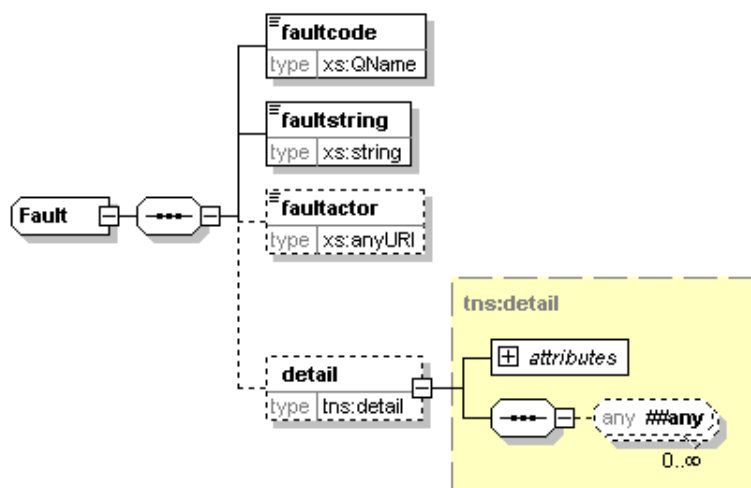 faultcode
type xs:QName
faultstring
type xs:string
Fault
faultactor
type xs:anyURI
tns:detail
attributes
detail
type tns:detail
any ##any
0..∞